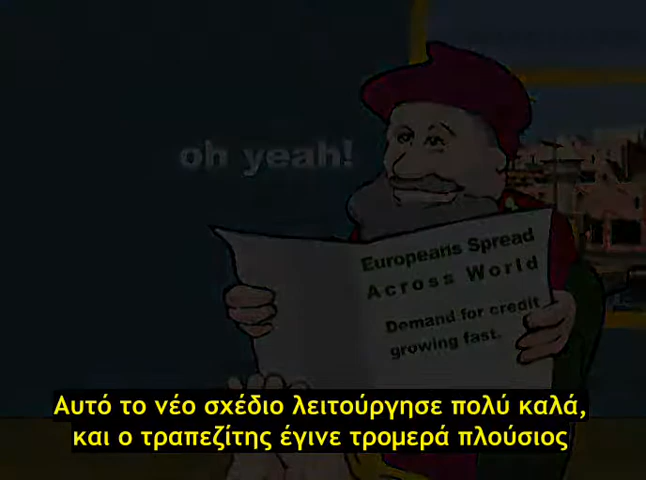 oh yeah!
Europeans Spread
Across World
Demand for credit
growing fast.
Αυτό το νέο σχέδιο λειτούργησε πολύ καλά,
και ο τραπεζίτης έγινε τρομερά πλούσιος